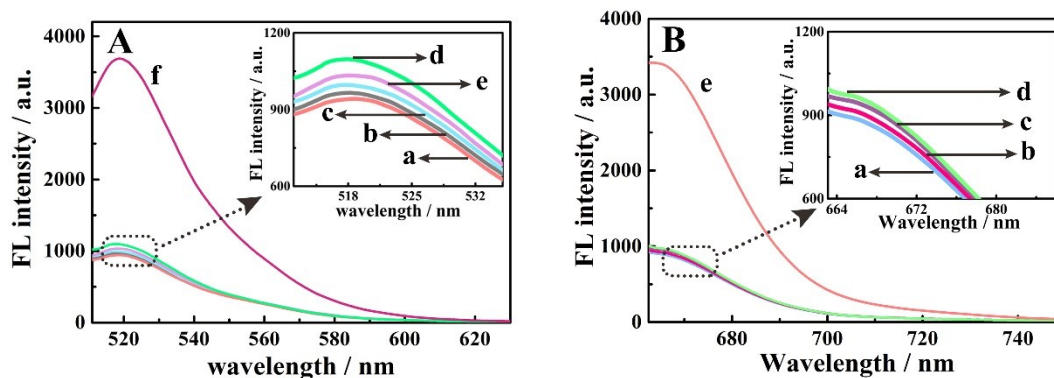 A
FL intensity / a.u.
4000
3000
2000
1000
0
520
540
560
580
600
620
wavelength / nm
f
FL intensity / a.u.
1200
900
600
518
525
532
wavelength / nm
d
e
c
b
a
B
FL intensity / a.u.
4000
3000
2000
1000
0
680
700
720
740
Wavelength / nm
e
FL intensity / a.u.
1200
900
600
664
672
680
Wavelength / nm
d
c
b
a